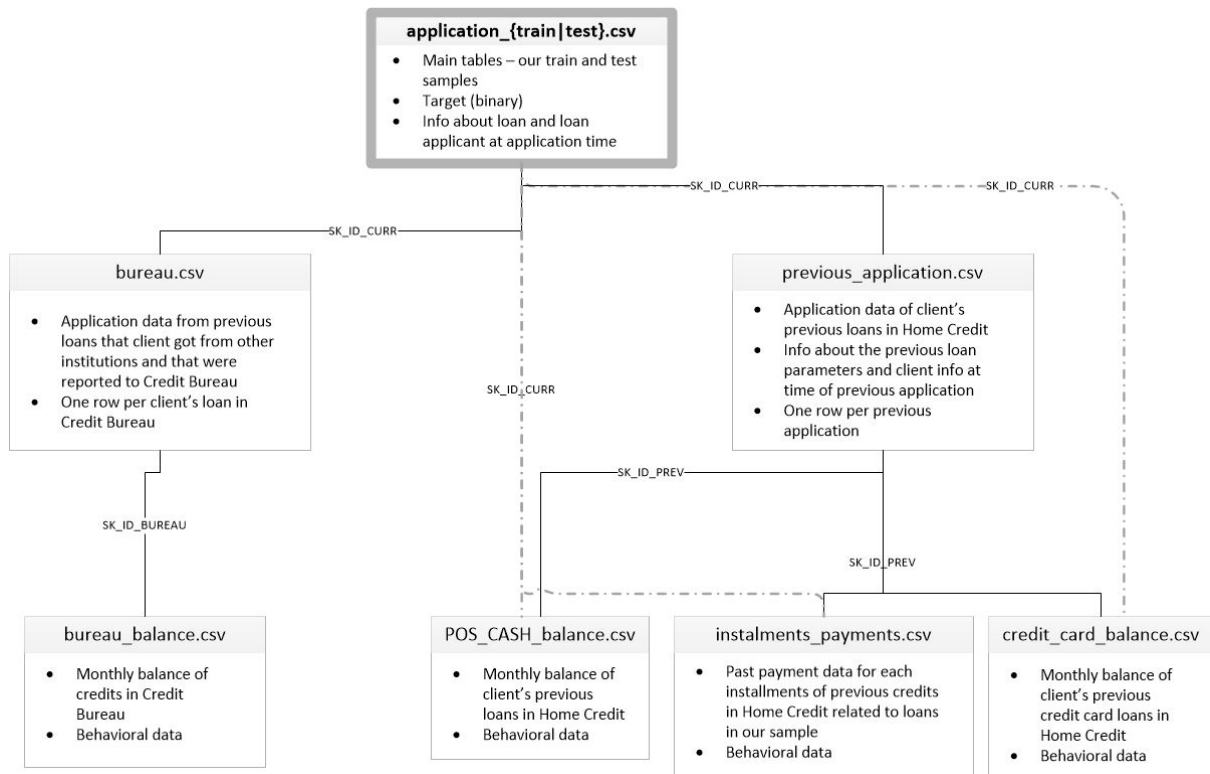 application_{train|test}.csv
• Main tables – our train and test
samples
• Target (binary)
• Info about loan and loan
applicant at application time
SK_ID_CURR
SK_ID_CURR
SK_ID_CURR
bureau.csv
• Application data from previous
loans that client got from other
institutions and that were
reported to Credit Bureau
• One row per client's loan in
Credit Bureau
previous_application.csv
• Application data of client's
previous loans in Home Credit
• Info about the previous loan
parameters and client info at
time of previous application
• One row per previous
application
SK_ID_CURR
SK_ID_PREV
SK_ID_BUREAU
SK_ID_PREV
bureau_balance.csv
• Monthly balance of
credits in Credit
Bureau
• Behavioral data
POS_CASH_balance.csv
• Monthly balance of
client's previous
loans in Home Credit
• Behavioral data
instalments_payments.csv
• Past payment data for each
installments of previous credits
in Home Credit related to loans
in our sample
• Behavioral data
credit_card_balance.csv
• Monthly balance of
client's previous
credit card loans in
Home Credit
• Behavioral data